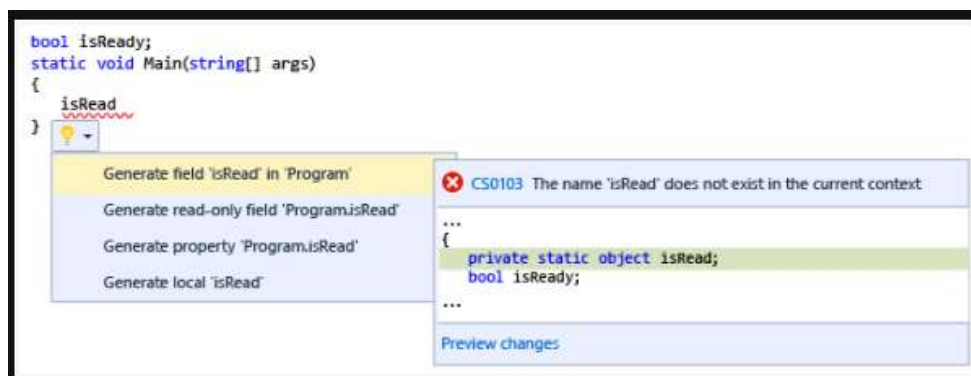 bool isReady;
static void Main(string[] args)
{
isRead
}
Generate field 'isRead' in 'Program'
Generate read-only field 'Program.isRead'
Generate property 'Program.isRead'
Generate local 'isRead'
CS0103 The name 'isRead' does not exist in the current context
...
{
private static object isRead;
bool isReady;
...
Preview changes